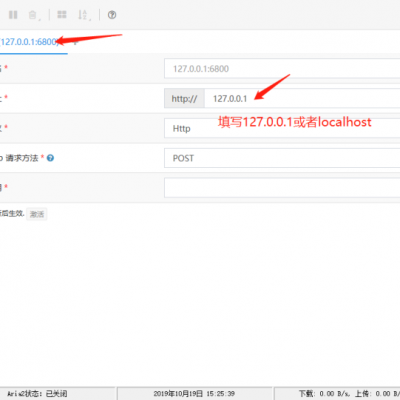 127.0.0.1:6800
* 127.0.0.1:6800
* http:// 127.0.0.1
填写127.0.0.1或者localhost
* Http
请求方法 * POST
*
后生效. 激活
Aria2状态: 已关闭 2019年10月19日 15:25:39 下载: 0.00 B/s, 上传: 0.00 B/